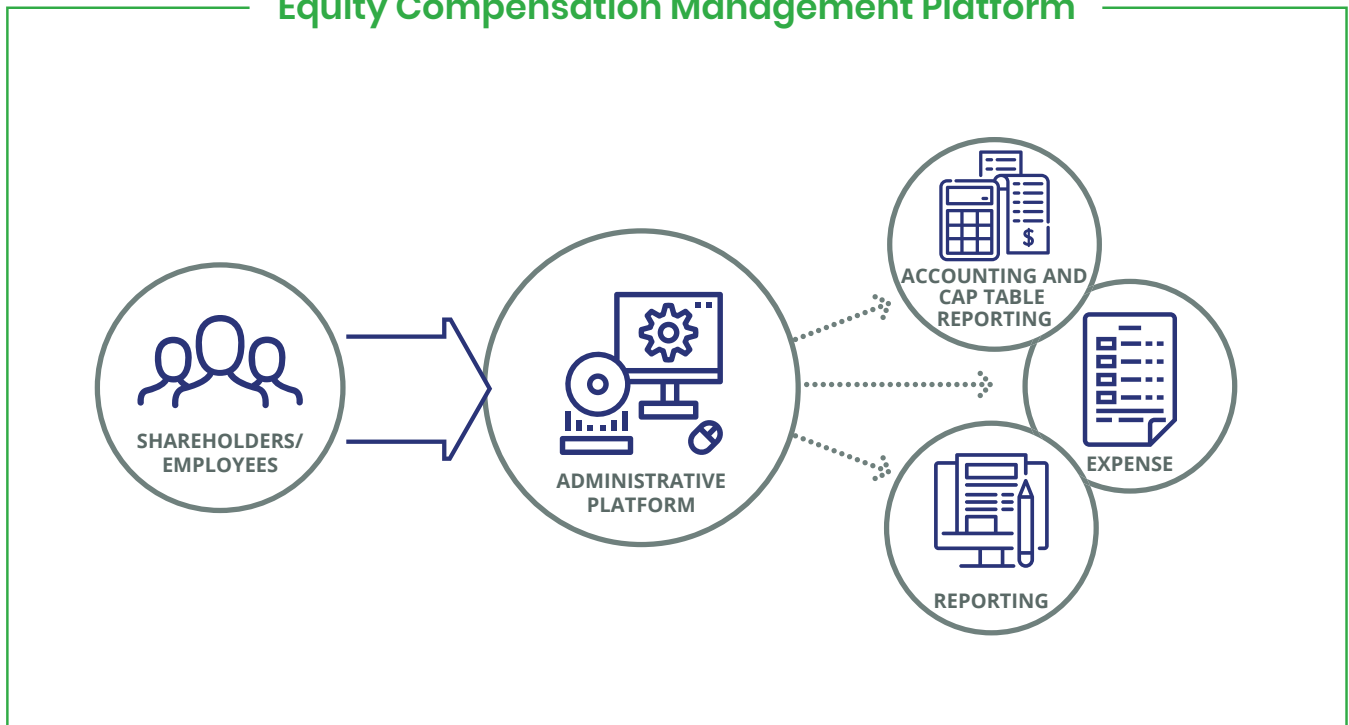 Equity Compensation Management Platform
SHAREHOLDERS/
EMPLOYEES
ADMINISTRATIVE
PLATFORM
$
ACCOUNTING AND
CAP TABLE
REPORTING
EXPENSE
REPORTING